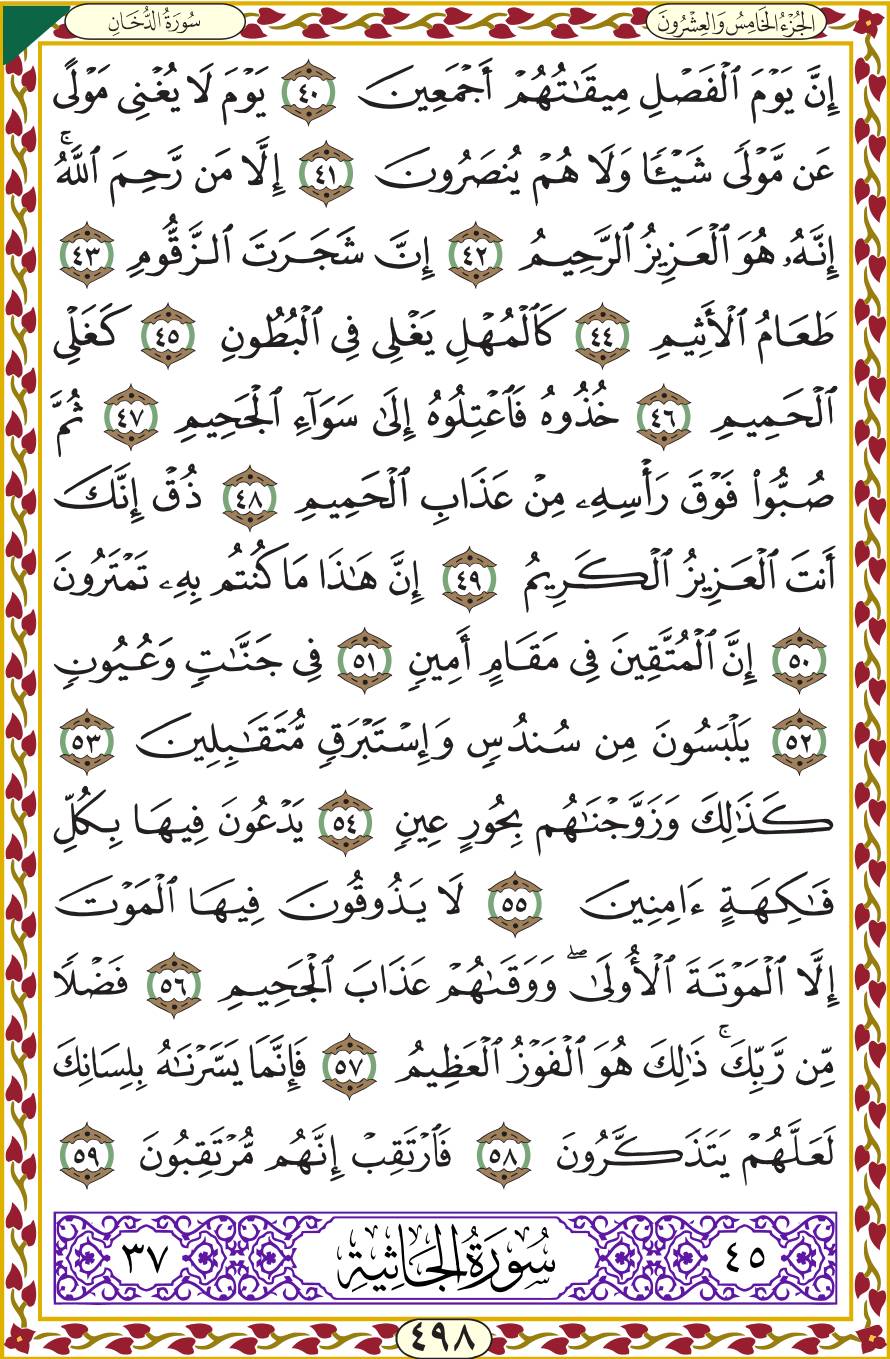 الجُزْءُ الخَامِسُ وَالعِشْرُونَ
سُورَةُ الدُّخَانِ
إِنَّ يَوْمَ ٱلْفَصْلِ مِيقَٰتُهُمْ أَجْمَعِينَ ٤٠ يَوْمَ لَا يُغْنِى مَوْلًى
عَن مَّوْلًى شَيْـًٔا وَلَا هُمْ يُنصَرُونَ ٤١ إِلَّا مَن رَّحِمَ ٱللَّهُ ۚ
إِنَّهُۥ هُوَ ٱلْعَزِيزُ ٱلرَّحِيمُ ٤٢ إِنَّ شَجَرَتَ ٱلزَّقُّومِ ٤٣
طَعَامُ ٱلْأَثِيمِ ٤٤ كَٱلْمُهْلِ يَغْلِى فِى ٱلْبُطُونِ ٤٥ كَغَلْىِ
ٱلْحَمِيمِ ٤٦ خُذُوهُ فَٱعْتِلُوهُ إِلَىٰ سَوَآءِ ٱلْجَحِيمِ ٤٧ ثُمَّ
صُبُّوا۟ فَوْقَ رَأْسِهِۦ مِنْ عَذَابِ ٱلْحَمِيمِ ٤٨ ذُقْ إِنَّكَ
أَنتَ ٱلْعَزِيزُ ٱلْكَرِيمُ ٤٩ إِنَّ هَٰذَا مَا كُنتُم بِهِۦ تَمْتَرُونَ
٥٠ إِنَّ ٱلْمُتَّقِينَ فِى مَقَامٍ أَمِينٍ ٥١ فِى جَنَّٰتٍ وَعُيُونٍ
٥٢ يَلْبَسُونَ مِن سُندُسٍ وَإِسْتَبْرَقٍ مُّتَقَٰبِلِينَ ٥٣
كَذَٰلِكَ وَزَوَّجْنَٰهُم بِحُورٍ عِينٍ ٥٤ يَدْعُونَ فِيهَا بِكُلِّ
فَٰكِهَةٍ ءَامِنِينَ ٥٥ لَا يَذُوقُونَ فِيهَا ٱلْمَوْتَ
إِلَّا ٱلْمَوْتَةَ ٱلْأُولَىٰ ۖ وَوَقَىٰهُمْ عَذَابَ ٱلْجَحِيمِ ٥٦ فَضْلًا
مِّن رَّبِّكَ ۚ ذَٰلِكَ هُوَ ٱلْفَوْزُ ٱلْعَظِيمُ ٥٧ فَإِنَّمَا يَسَّرْنَٰهُ بِلِسَانِكَ
لَعَلَّهُمْ يَتَذَكَّرُونَ ٥٨ فَٱرْتَقِبْ إِنَّهُم مُّرْتَقِبُونَ ٥٩
٤٥ سُورَةُ الجَاثِيةِ ٣٧
٤٩٨